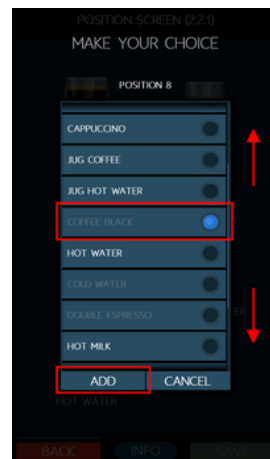 POSITION SCREEN (2.2.1)
MAKE YOUR CHOICE
POSITION 8
CAPPUCCINO
JUG COFFEE
JUG HOT WATER
COFFEE BLACK
HOT WATER
COLD WATER
DOUBLE ESPRESSO
ER
HOT MILK
ADD CANCEL
HOT WATER
BACK INFO